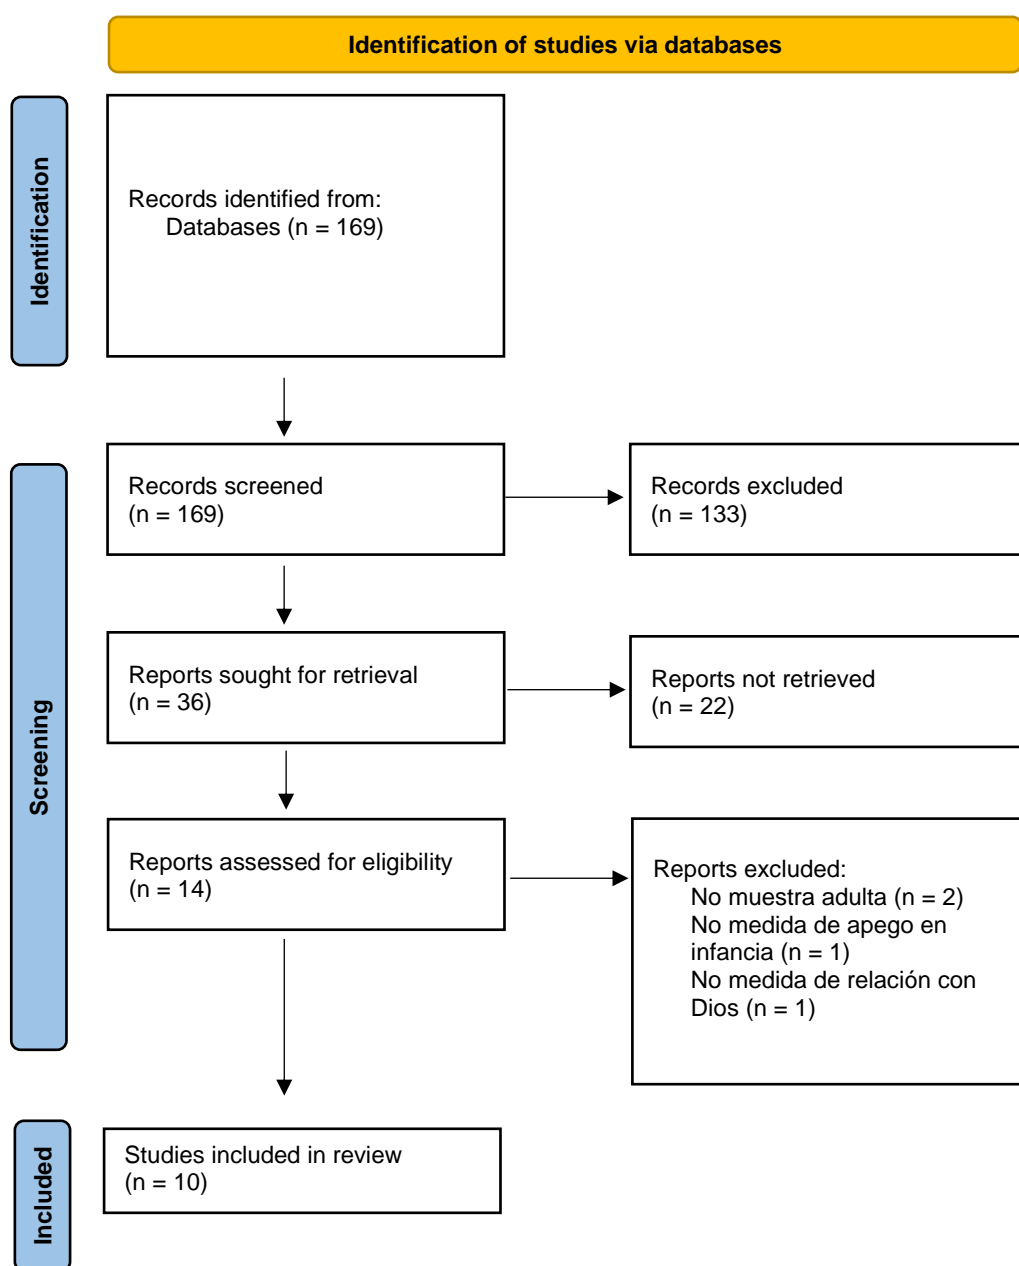 Identification of studies via databases
Identification
Records identified from:
Databases (n = 169)
Screening
Records screened
(n = 169)
Records excluded
(n = 133)
Reports sought for retrieval
(n = 36)
Reports not retrieved
(n = 22)
Reports assessed for eligibility
(n = 14)
Reports excluded:
No muestra adulta (n = 2)
No medida de apego en
infancia (n = 1)
No medida de relación con
Dios (n = 1)
Included
Studies included in review
(n = 10)